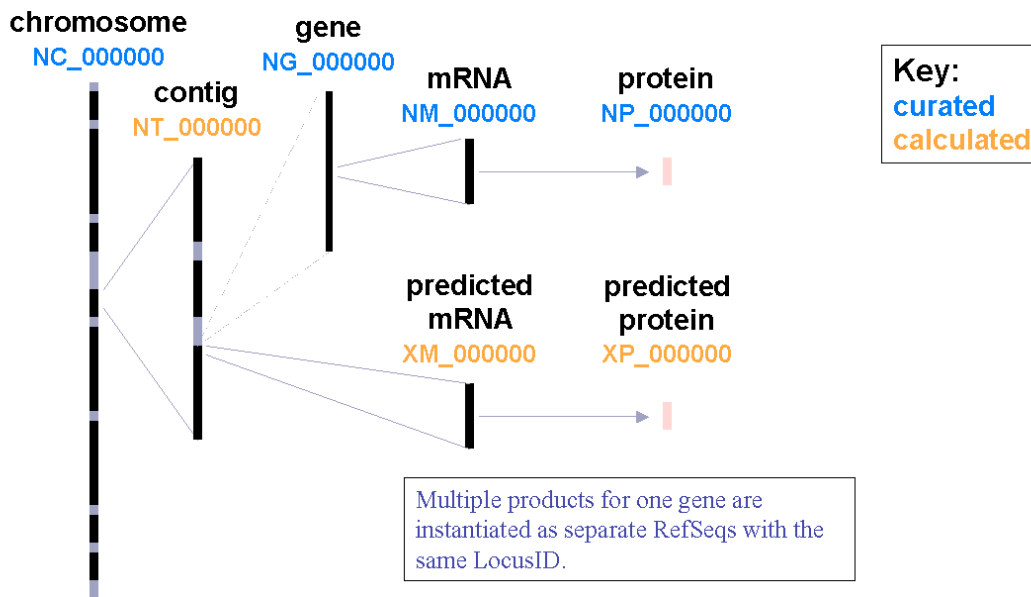 chromosome
NC_000000
contig
NT_000000
gene
NG_000000
mRNA
NM_000000
protein
NP_000000
Key:
curated
calculated
predicted
mRNA
XM_000000
predicted
protein
XP_000000
Multiple products for one gene are
instantiated as separate RefSeqs with the
same LocusID.